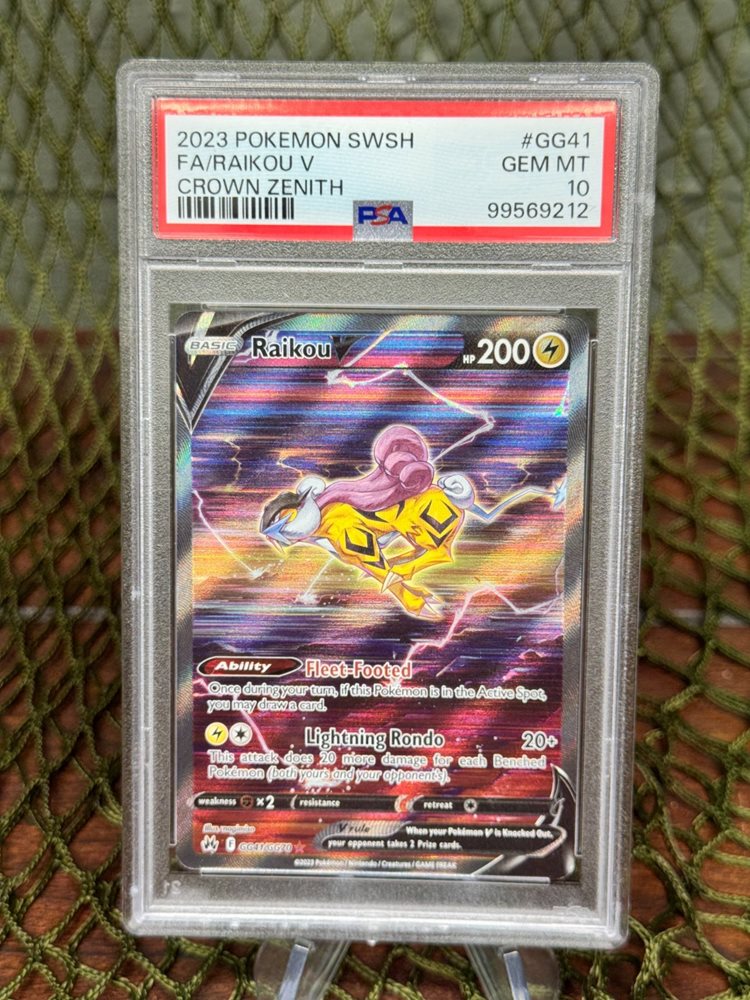 2023 POKEMON SWSH #GG41
FA/RAIKOU V GEM MT
CROWN ZENITH 10
PSA 99569212
BASIC Raikou V HP 200
Ability Fleet-Footed
Once during your turn, if this Pokémon is in the Active Spot,
you may draw a card.
Lightning Rondo 20+
This attack does 20 more damage for each Benched
Pokémon (both yours and your opponent's).
weakness ×2 resistance retreat
V rule When your Pokémon V is Knocked Out,
your opponent takes 2 Prize cards.
Illus.
GG41/GG70
©2023 Pokémon / Nintendo / Creatures / GAME FREAK